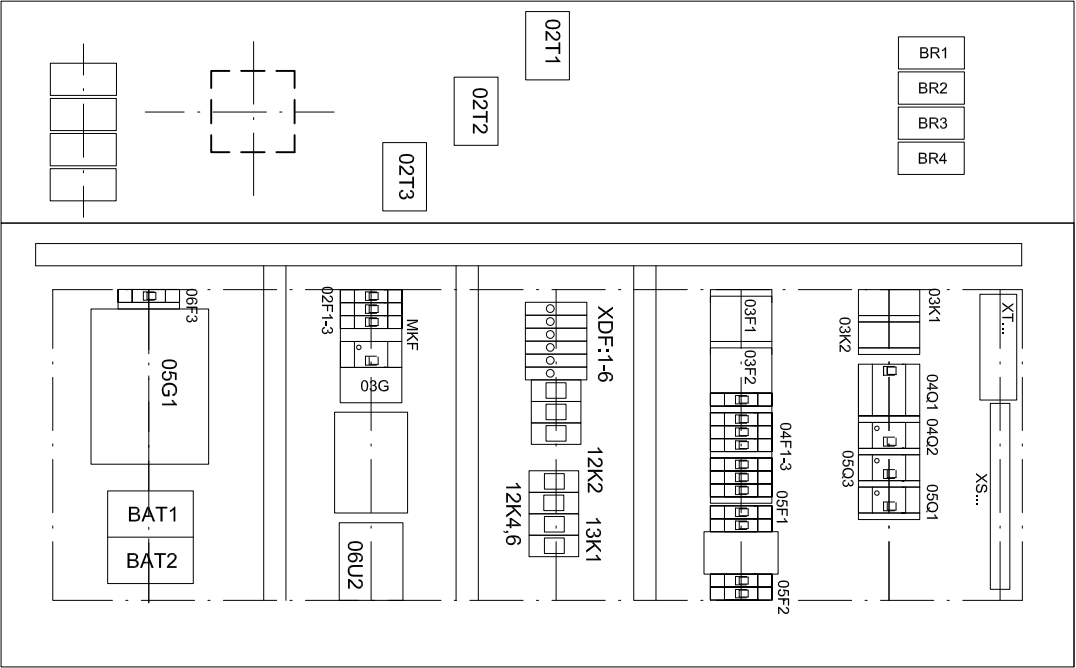 02T1
02T2
02T3
BR1
BR2
BR3
BR4
06F3
05G1
BAT1
BAT2
02F1-3
MKF
03G
06U2
XDF:1-6
12K2
12K4,6
13K1
03F1
03F2
04F1-3
05F1
05F2
03K1
03K2
04Q1
04Q2
05Q3
05Q1
XT...
XS...